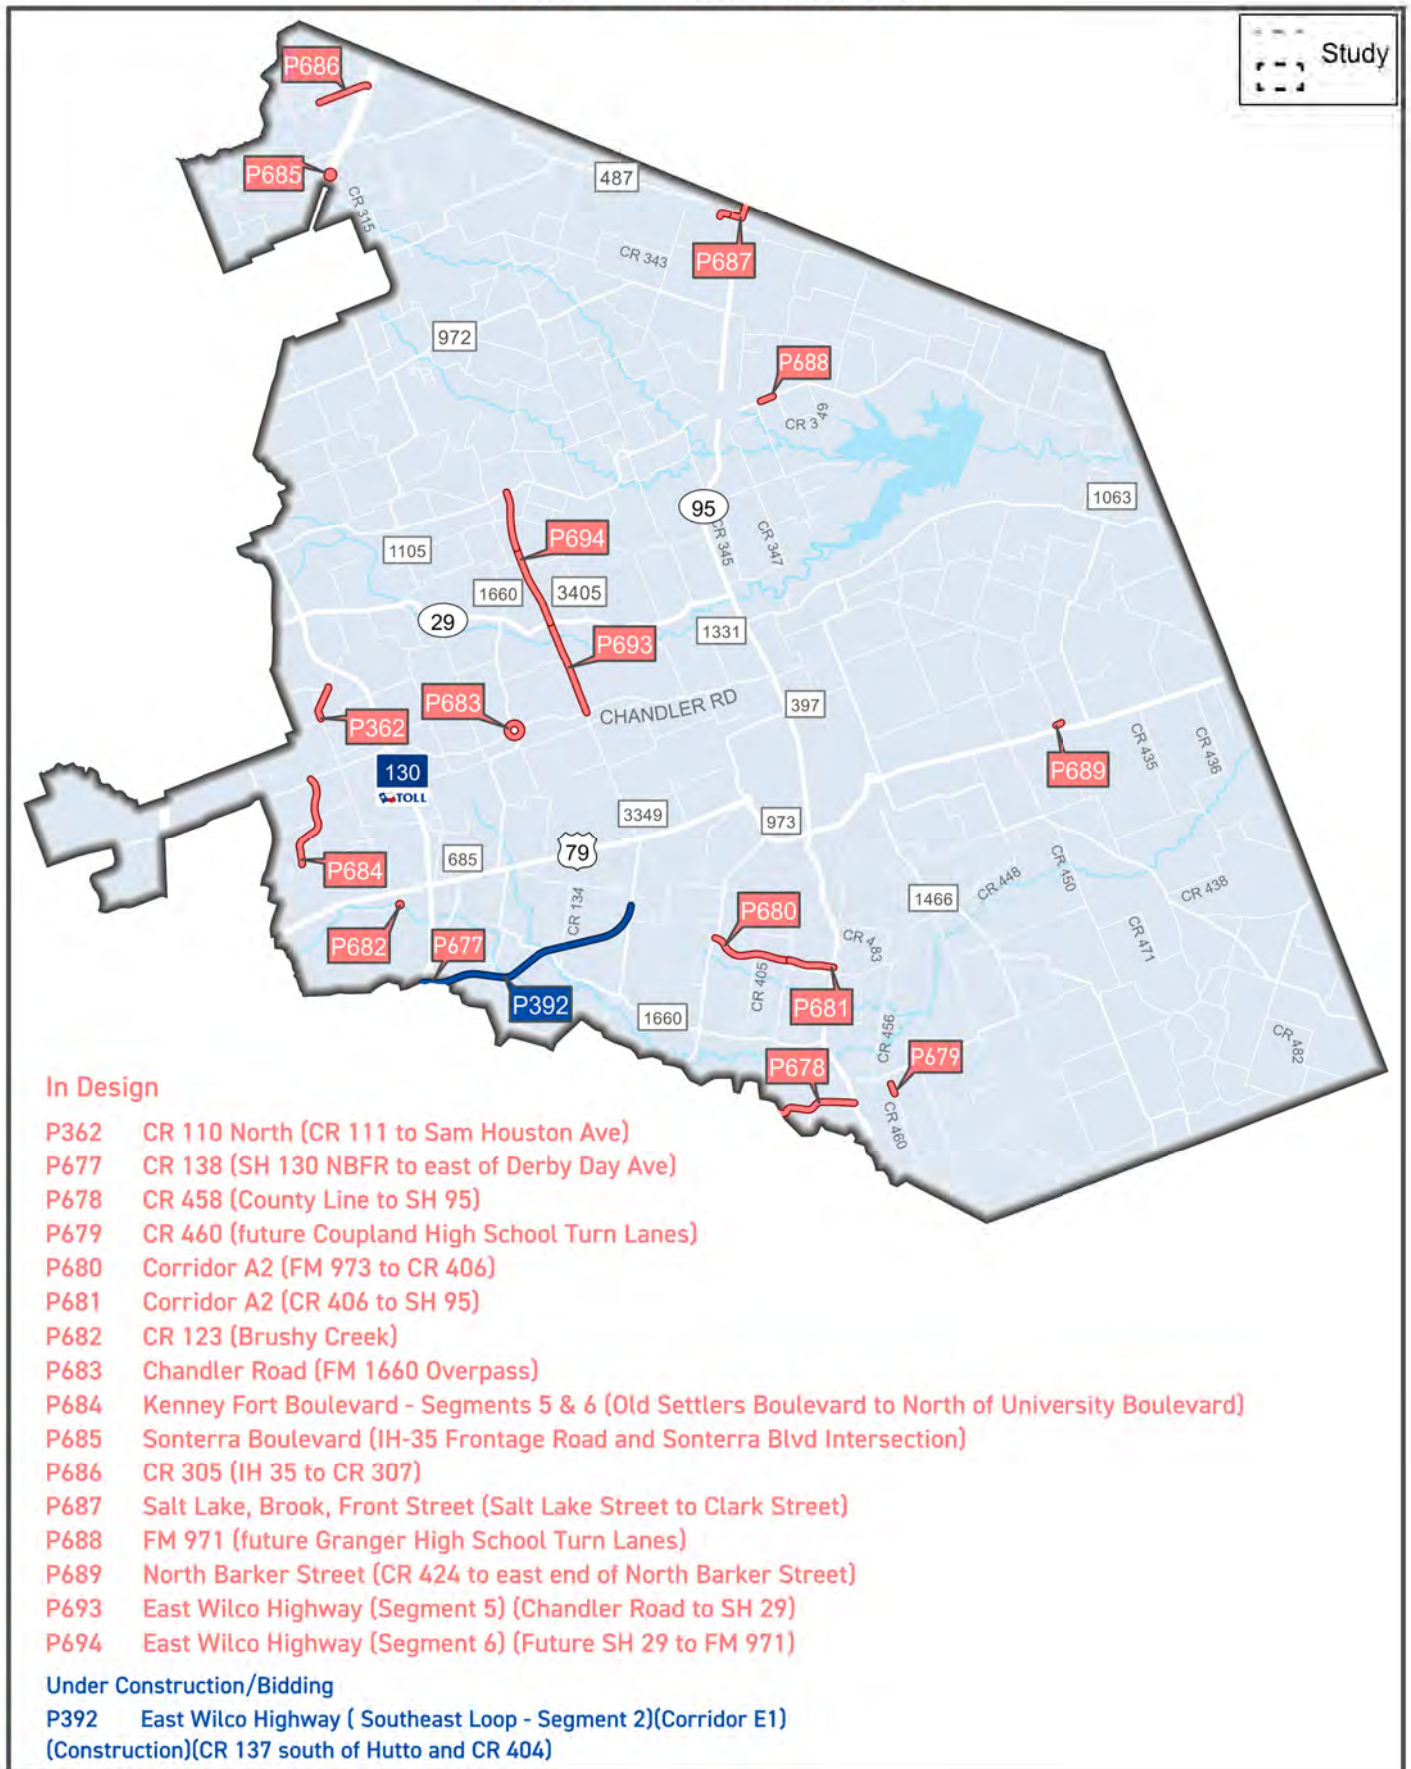 Study
P686
P685
487
CR 315
P687
CR 343
972
P688
CR 349
1063
95
CR 345
CR 347
P694
1105
1660
3405
29
1331
P693
CHANDLER RD
397
P683
P362
P689
CR 435
CR 436
130
TOLL
3349
973
79
685
P684
CR 134
CR 448
CR 450
CR 438
1466
P680
P682
P677
CR 483
CR 471
CR 405
P681
P392
1660
CR 456
CR 482
P679
P678
CR 460
In Design
P362 CR 110 North (CR 111 to Sam Houston Ave)
P677 CR 138 (SH 130 NBFR to east of Derby Day Ave)
P678 CR 458 (County Line to SH 95)
P679 CR 460 (future Coupland High School Turn Lanes)
P680 Corridor A2 (FM 973 to CR 406)
P681 Corridor A2 (CR 406 to SH 95)
P682 CR 123 (Brushy Creek)
P683 Chandler Road (FM 1660 Overpass)
P684 Kenney Fort Boulevard - Segments 5 & 6 (Old Settlers Boulevard to North of University Boulevard)
P685 Sonterra Boulevard (IH-35 Frontage Road and Sonterra Blvd Intersection)
P686 CR 305 (IH 35 to CR 307)
P687 Salt Lake, Brook, Front Street (Salt Lake Street to Clark Street)
P688 FM 971 (future Granger High School Turn Lanes)
P689 North Barker Street (CR 424 to east end of North Barker Street)
P693 East Wilco Highway (Segment 5) (Chandler Road to SH 29)
P694 East Wilco Highway (Segment 6) (Future SH 29 to FM 971)
Under Construction/Bidding
P392 East Wilco Highway ( Southeast Loop - Segment 2)(Corridor E1)
(Construction)(CR 137 south of Hutto and CR 404)